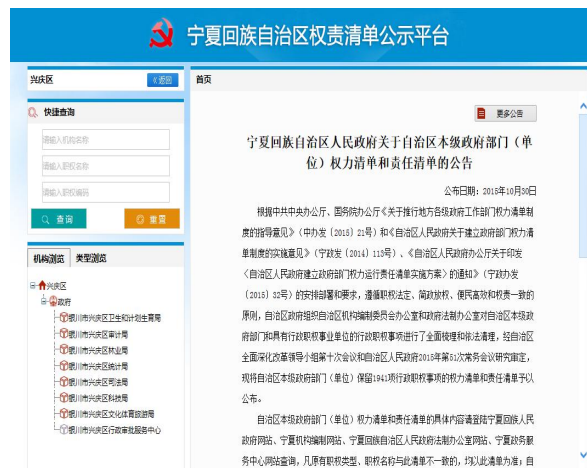 宁夏回族自治区权责清单公示平台
兴庆区
«返回
首页
快捷查询
请输入机构名称
请输入职权名称
请输入职权编码
查 询
重 置
机构浏览 类型浏览
兴庆区
政府
银川市兴庆区卫生和计划生育局
银川市兴庆区审计局
银川市兴庆区林业局
银川市兴庆区统计局
银川市兴庆区司法局
银川市兴庆区科技局
银川市兴庆区文化体育旅游局
银川市兴庆区行政审批服务中心
更多公告
宁夏回族自治区人民政府关于自治区本级政府部门（单
位）权力清单和责任清单的公告
公布日期：2015年10月30日
根据中共中央办公厅、国务院办公厅《关于推行地方各级政府工作部门权力清单制
度的指导意见》（中办发〔2015〕21号）和《自治区人民政府关于建立政府部门权力清
单制度的实施意见》（宁政发〔2014〕113号）、《自治区人民政府办公厅关于印发
〈自治区人民政府建立政府部门权力运行责任清单实施方案〉的通知》（宁政办发
〔2015〕32号）的安排部署和要求，遵循职权法定、简政放权、便民高效和权责一致的
原则，自治区政府组织自治区机构编制委员会办公室和政府法制办公室对自治区本级政
府部门和具有行政职权事业单位的行政职权事项进行了全面梳理和依法清理，经自治区
全面深化改革领导小组第十次会议和自治区人民政府2015年第51次常务会议研究审定，
现将自治区本级政府部门（单位）保留1941项行政职权事项的权力清单和责任清单予以
公布。
自治区本级政府部门（单位）权力清单和责任清单的具体内容请登陆宁夏回族人民
政府网站、宁夏机构编制网站、宁夏回族自治区人民政府法制办公室网站、宁夏政务服
务中心网站查询，凡原有职权类型、职权名称与此清单不一致的，均以此清单为准；自